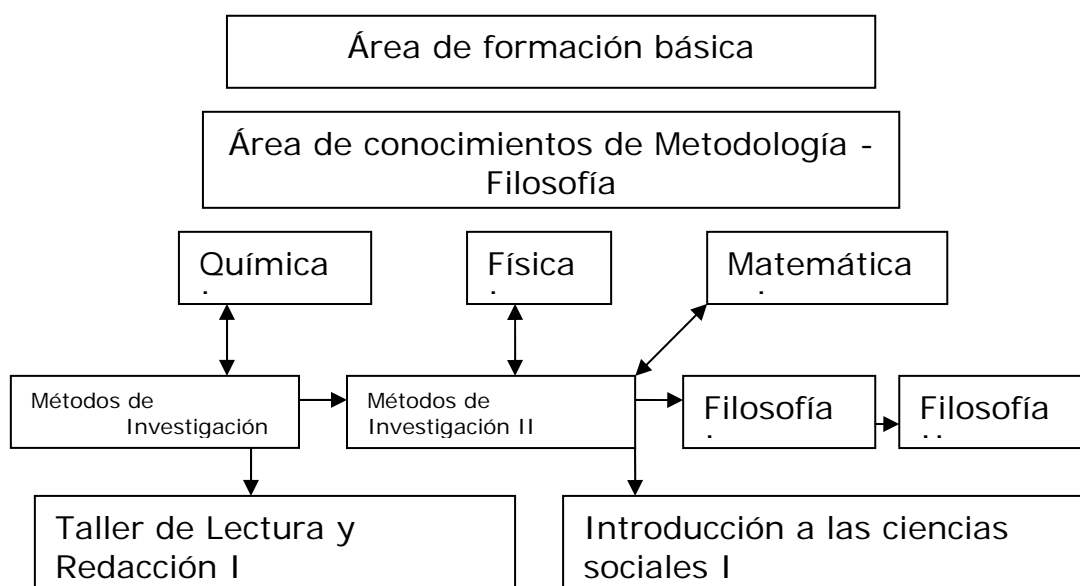 Área de formación básica
Área de conocimientos de Metodología -
Filosofía
Química
Física
Matemática
Métodos de
Investigación
Métodos de
Investigación II
Filosofía
Filosofía
Taller de Lectura y
Redacción I
Introducción a las ciencias
sociales I